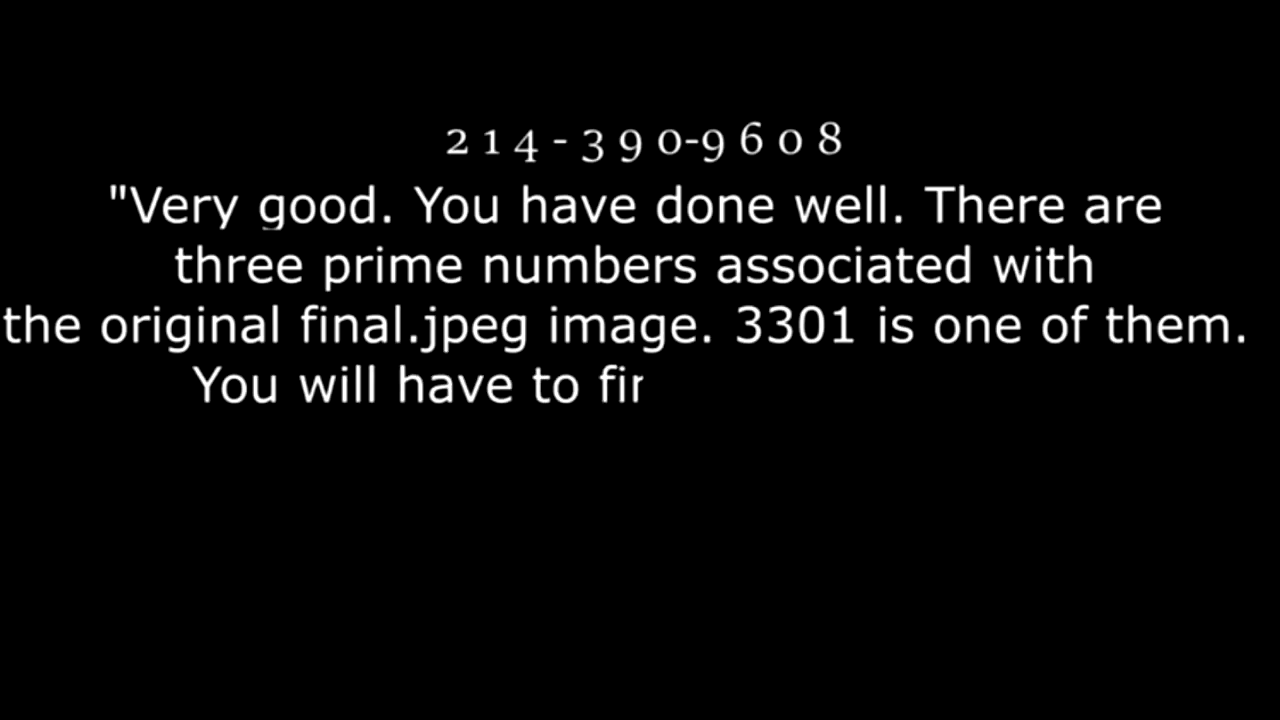 214-390-9608
"Very good. You have done well. There are
three prime numbers associated with
the original final.jpeg image. 3301 is one of them.
You will have to